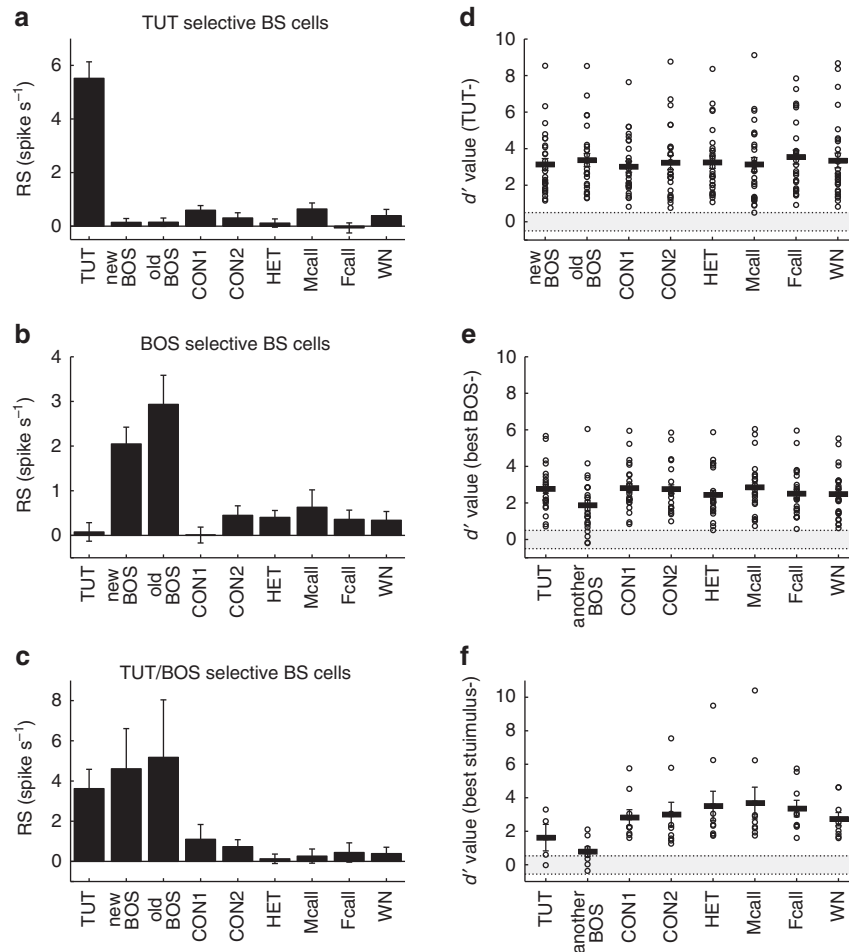 a
TUT selective BS cells
RS (spike s⁻¹)
6
4
2
0
TUT
new BOS
old BOS
CON1
CON2
HET
Mcall
Fcall
WN
d
d′ value (TUT-)
10
8
6
4
2
0
new BOS
old BOS
CON1
CON2
HET
Mcall
Fcall
WN
b
BOS selective BS cells
RS (spike s⁻¹)
4
3
2
1
0
TUT
new BOS
old BOS
CON1
CON2
HET
Mcall
Fcall
WN
e
d′ value (best BOS-)
10
8
6
4
2
0
TUT
another BOS
CON1
CON2
HET
Mcall
Fcall
WN
c
TUT/BOS selective BS cells
RS (spike s⁻¹)
8
6
4
2
0
TUT
new BOS
old BOS
CON1
CON2
HET
Mcall
Fcall
WN
f
d′ value (best stuimulus-)
10
8
6
4
2
0
TUT
another BOS
CON1
CON2
HET
Mcall
Fcall
WN